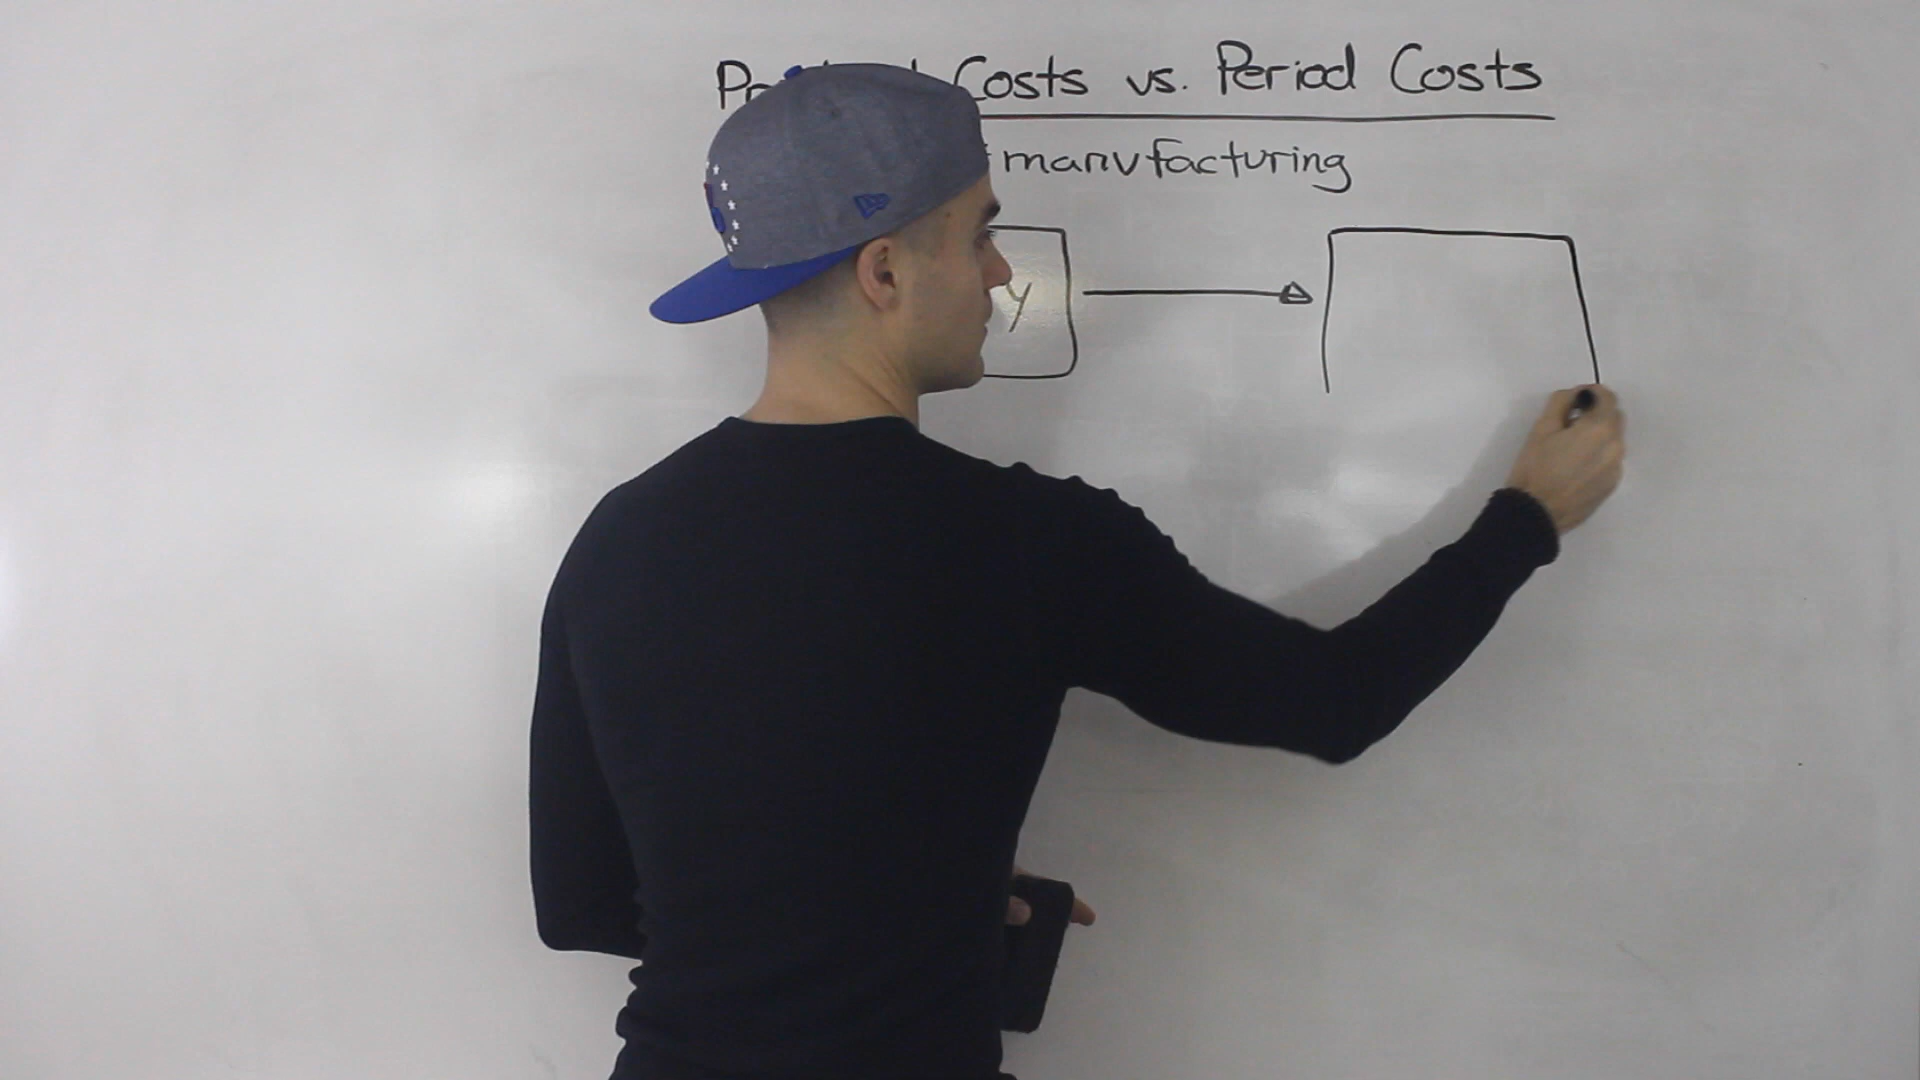 Costs vs. Period Costs
#manufacturing
y